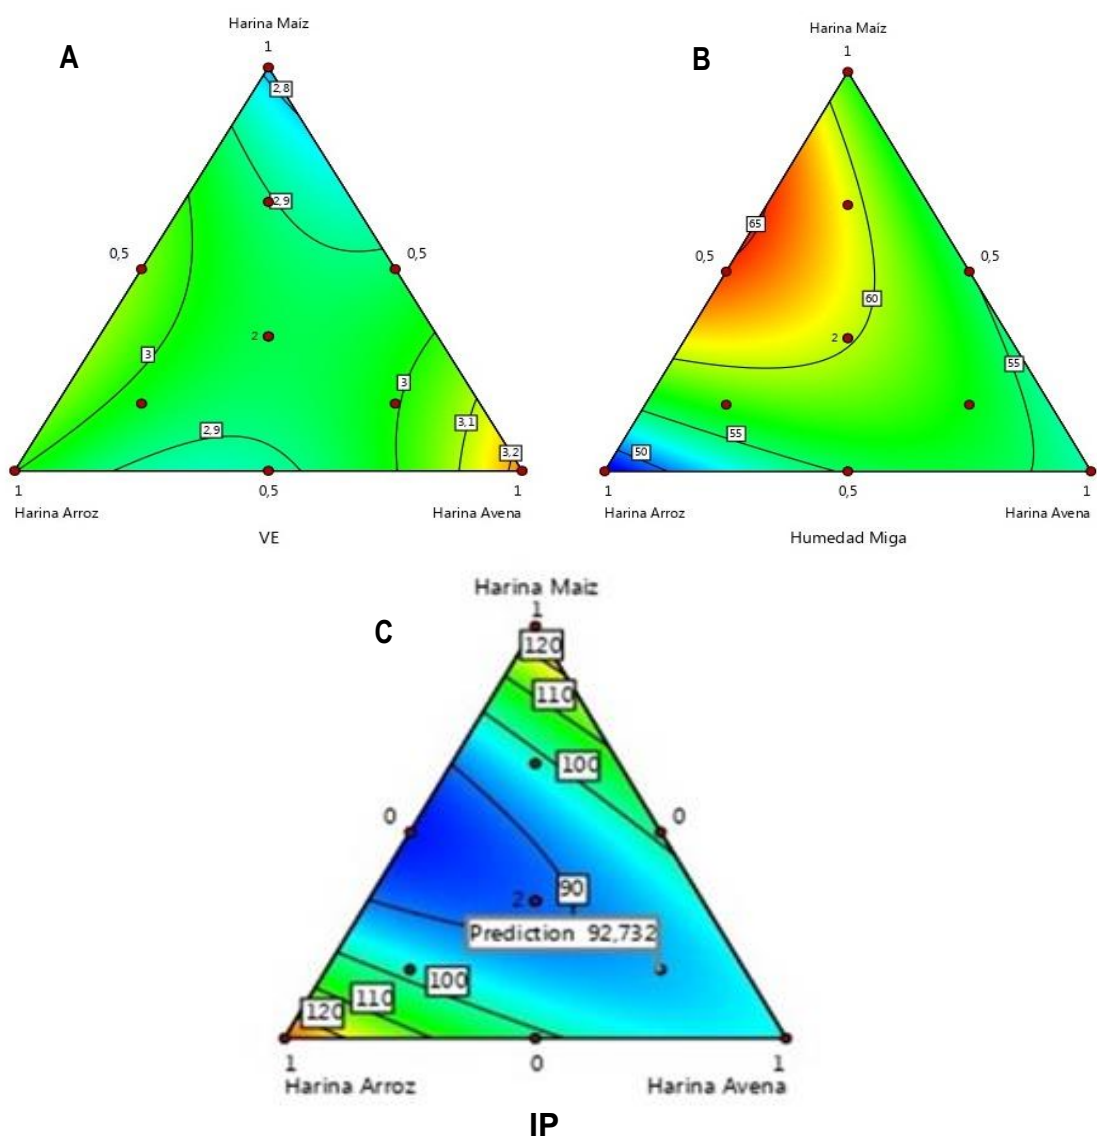 Harina Maíz
1
A
2,8
2,9
0,5
0,5
2
3
3
2,9
3,1
3,2
1
0,5
1
Harina Arroz
Harina Avena
VE
Harina Maíz
1
B
65
0,5
0,5
60
2
55
55
50
1
0,5
1
Harina Arroz
Harina Avena
Humedad Miga
Harina Maiz
1
C
120
110
100
0
0
90
2
Prediction 92,732
100
110
120
1
0
1
Harina Arroz
Harina Avena
IP